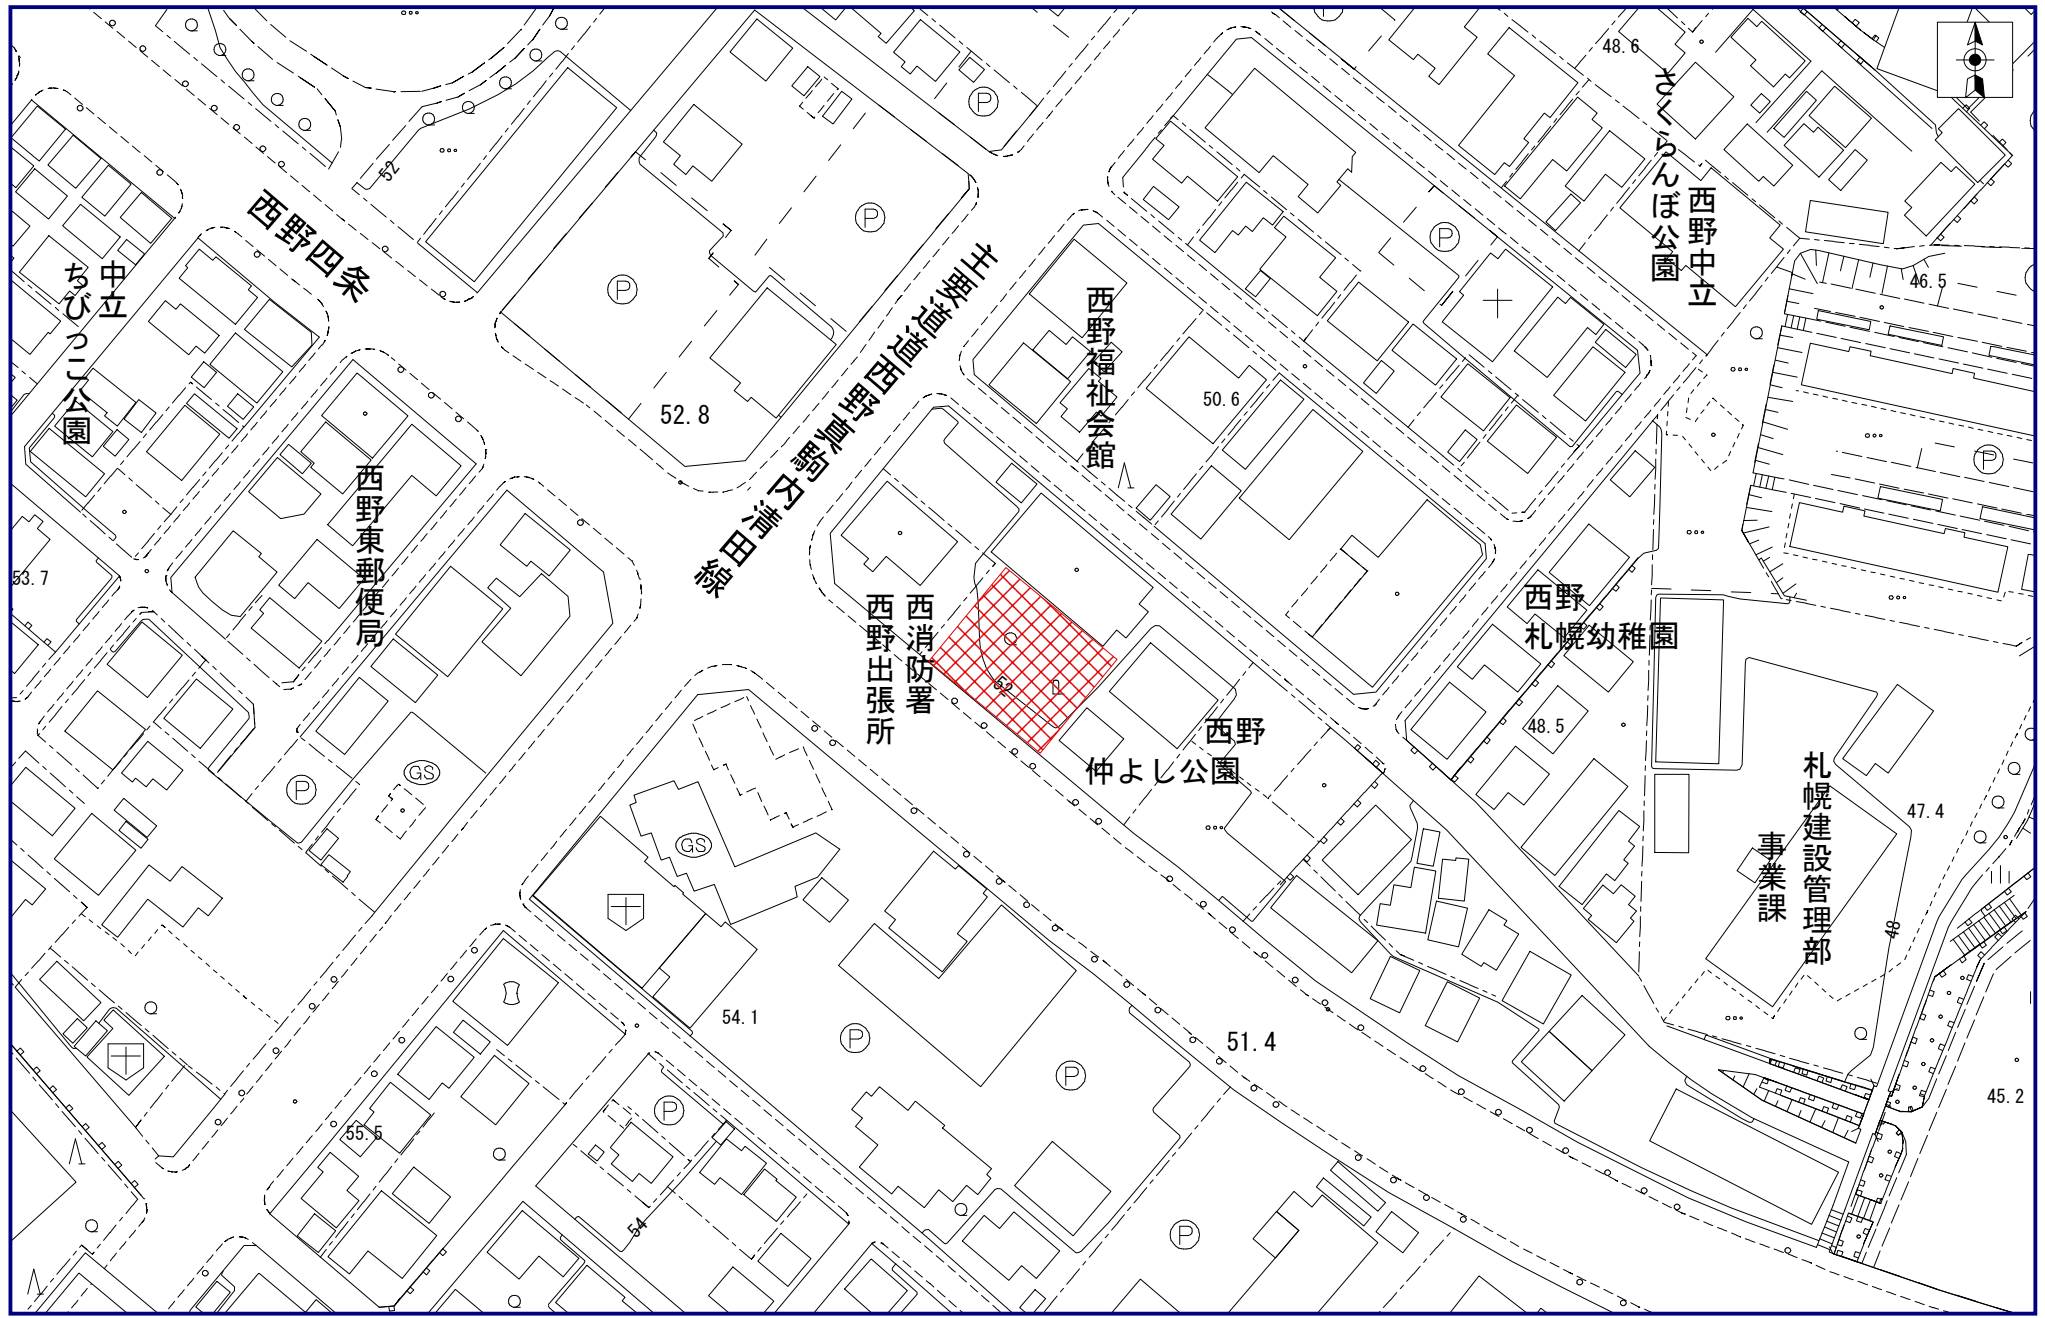 48.6
さくらんぼ公園
西野中立
46.5
52
西野四条
中立
ちびっこ公園
主要道道西野真駒内清田線
西野福祉会館
50.6
52.8
西野東郵便局
53.7
西消防署
西野出張所
52
西野
札幌幼稚園
48.5
西野
仲よし公園
札幌建設管理部
事業課
47.4
48
54.1
51.4
45.2
55.5
54
P
P
P
P
P
P
P
P
P
P
P
P
GS
GS